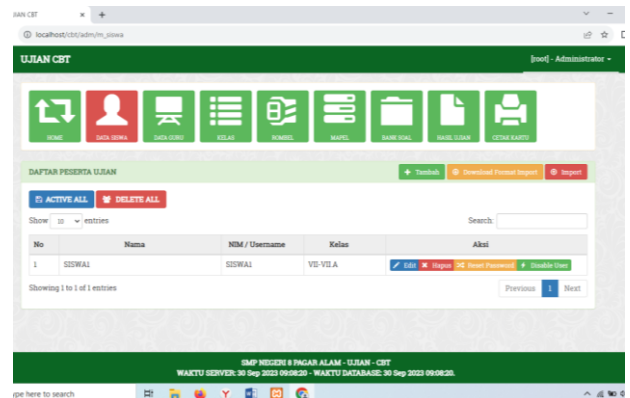 JIAN CBT
localhost/cbt/adm/m_siswa
UJIAN CBT
[root] - Administrator
HOME
DATA SISWA
DATA GURU
KELAS
ROMBEL
MAPEL
BANK SOAL
HASIL UJIAN
CETAK KARTU
DAFTAR PESERTA UJIAN
Tambah
Download Format Import
Import
ACTIVE ALL
DELETE ALL
Show 10 entries
Search:
No Nama NIM / Username Kelas Aksi
1 SISWA1 SISWA1 VII-VII.A Edit Hapus Reset Password Disable User
Showing 1 to 1 of 1 entries
Previous 1 Next
SMP NEGERI 8 PAGAR ALAM - UJIAN - CBT
WAKTU SERVER: 30 Sep 2023 09:08:20 - WAKTU DATABASE: 30 Sep 2023 09:08:20.
ype here to search